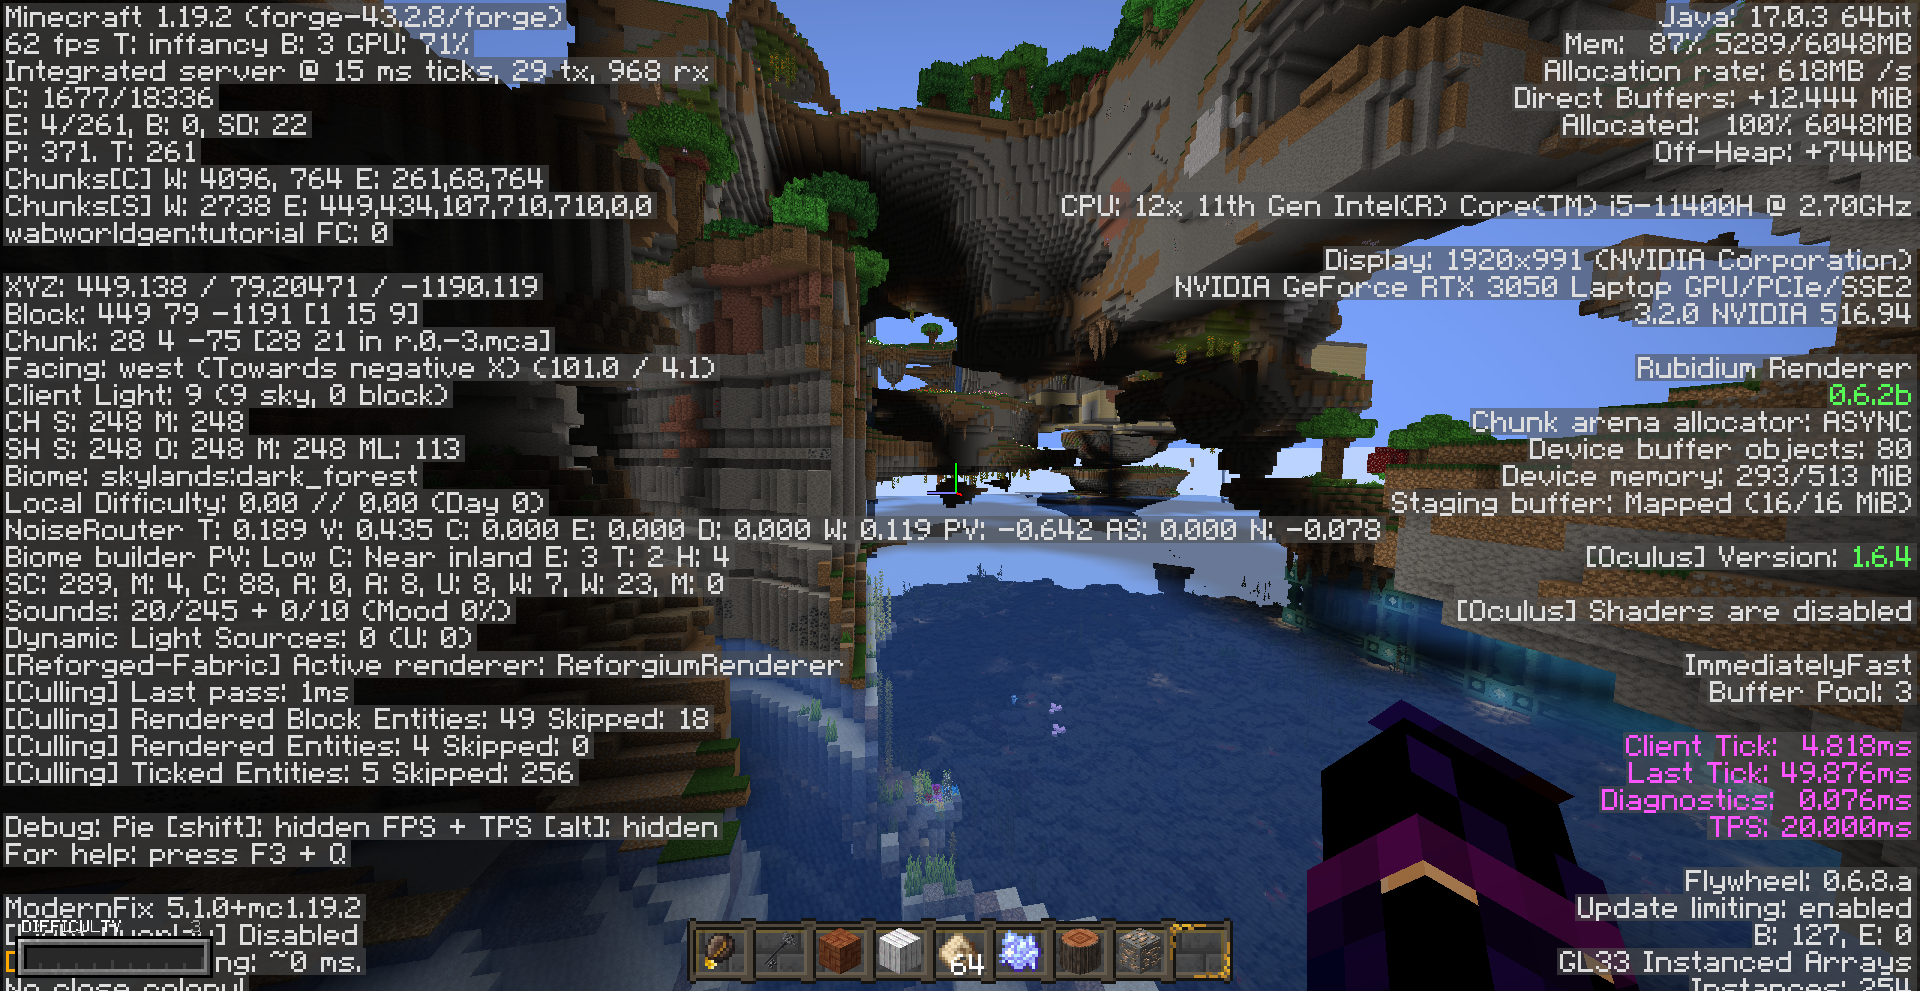 Minecraft 1.19.2 (forge-43.2.8/forge)
62 fps T: inffancy B: 3 GPU: 71%
Integrated server @ 15 ms ticks, 29 tx, 968 rx
C: 1677/18336
E: 4/261, B: 0, SD: 22
P: 371. T: 261
Chunks[C] W: 4096, 764 E: 261,68,764
Chunks[S] W: 2738 E: 449,434,107,710,710,0,0
wabworldgen:tutorial FC: 0
XYZ: 449.138 / 79.20471 / -1190.119
Block: 449 79 -1191 [1 15 9]
Chunk: 28 4 -75 [28 21 in r.0.-3.mca]
Facing: west (Towards negative X) (101.0 / 4.1)
Client Light: 9 (9 sky, 0 block)
CH S: 248 M: 248
SH S: 248 O: 248 M: 248 ML: 113
Biome: skylands:dark_forest
Local Difficulty: 0.00 // 0.00 (Day 0)
NoiseRouter T: 0.189 V: 0.435 C: 0.000 E: 0.000 D: 0.000 W: 0.119 PV: -0.642 AS: 0.000 N: -0.078
Biome builder PV: Low C: Near inland E: 3 T: 2 H: 4
SC: 289, M: 4, C: 88, A: 0, A: 8, U: 8, W: 7, W: 23, M: 0
Sounds: 20/245 + 0/10 (Mood 0%)
Dynamic Light Sources: 0 (U: 0)
[Reforged-Fabric] Active renderer: ReforgiumRenderer
[Culling] Last pass: 1ms
[Culling] Rendered Block Entities: 49 Skipped: 18
[Culling] Rendered Entities: 4 Skipped: 0
[Culling] Ticked Entities: 5 Skipped: 256
Debug: Pie [shift]: hidden FPS + TPS [alt]: hidden
For help: press F3 + Q
ModernFix 5.1.0+mc1.19.2
DIFFICULTY 3
Disabled
ng: ~0 ms.
No close colony!
Java: 17.0.3 64bit
Mem: 87% 5289/6048MB
Allocation rate: 618MB /s
Direct Buffers: +12.444 MiB
Allocated: 100% 6048MB
Off-Heap: +744MB
CPU: 12x 11th Gen Intel(R) Core(TM) i5-11400H @ 2.70GHz
Display: 1920x991 (NVIDIA Corporation)
NVIDIA GeForce RTX 3050 Laptop GPU/PCIe/SSE2
3.2.0 NVIDIA 516.94
Rubidium Renderer
0.6.2b
Chunk arena allocator: ASYNC
Device buffer objects: 80
Device memory: 293/513 MiB
Staging buffer: Mapped (16/16 MiB)
[Oculus] Version: 1.6.4
[Oculus] Shaders are disabled
ImmediatelyFast
Buffer Pool: 3
Client Tick: 4.818ms
Last Tick: 49.876ms
Diagnostics: 0.076ms
TPS: 20.000ms
Flywheel: 0.6.8.a
Update limiting: enabled
B: 127, E: 0
GL33 Instanced Arrays
Instances: 254
64